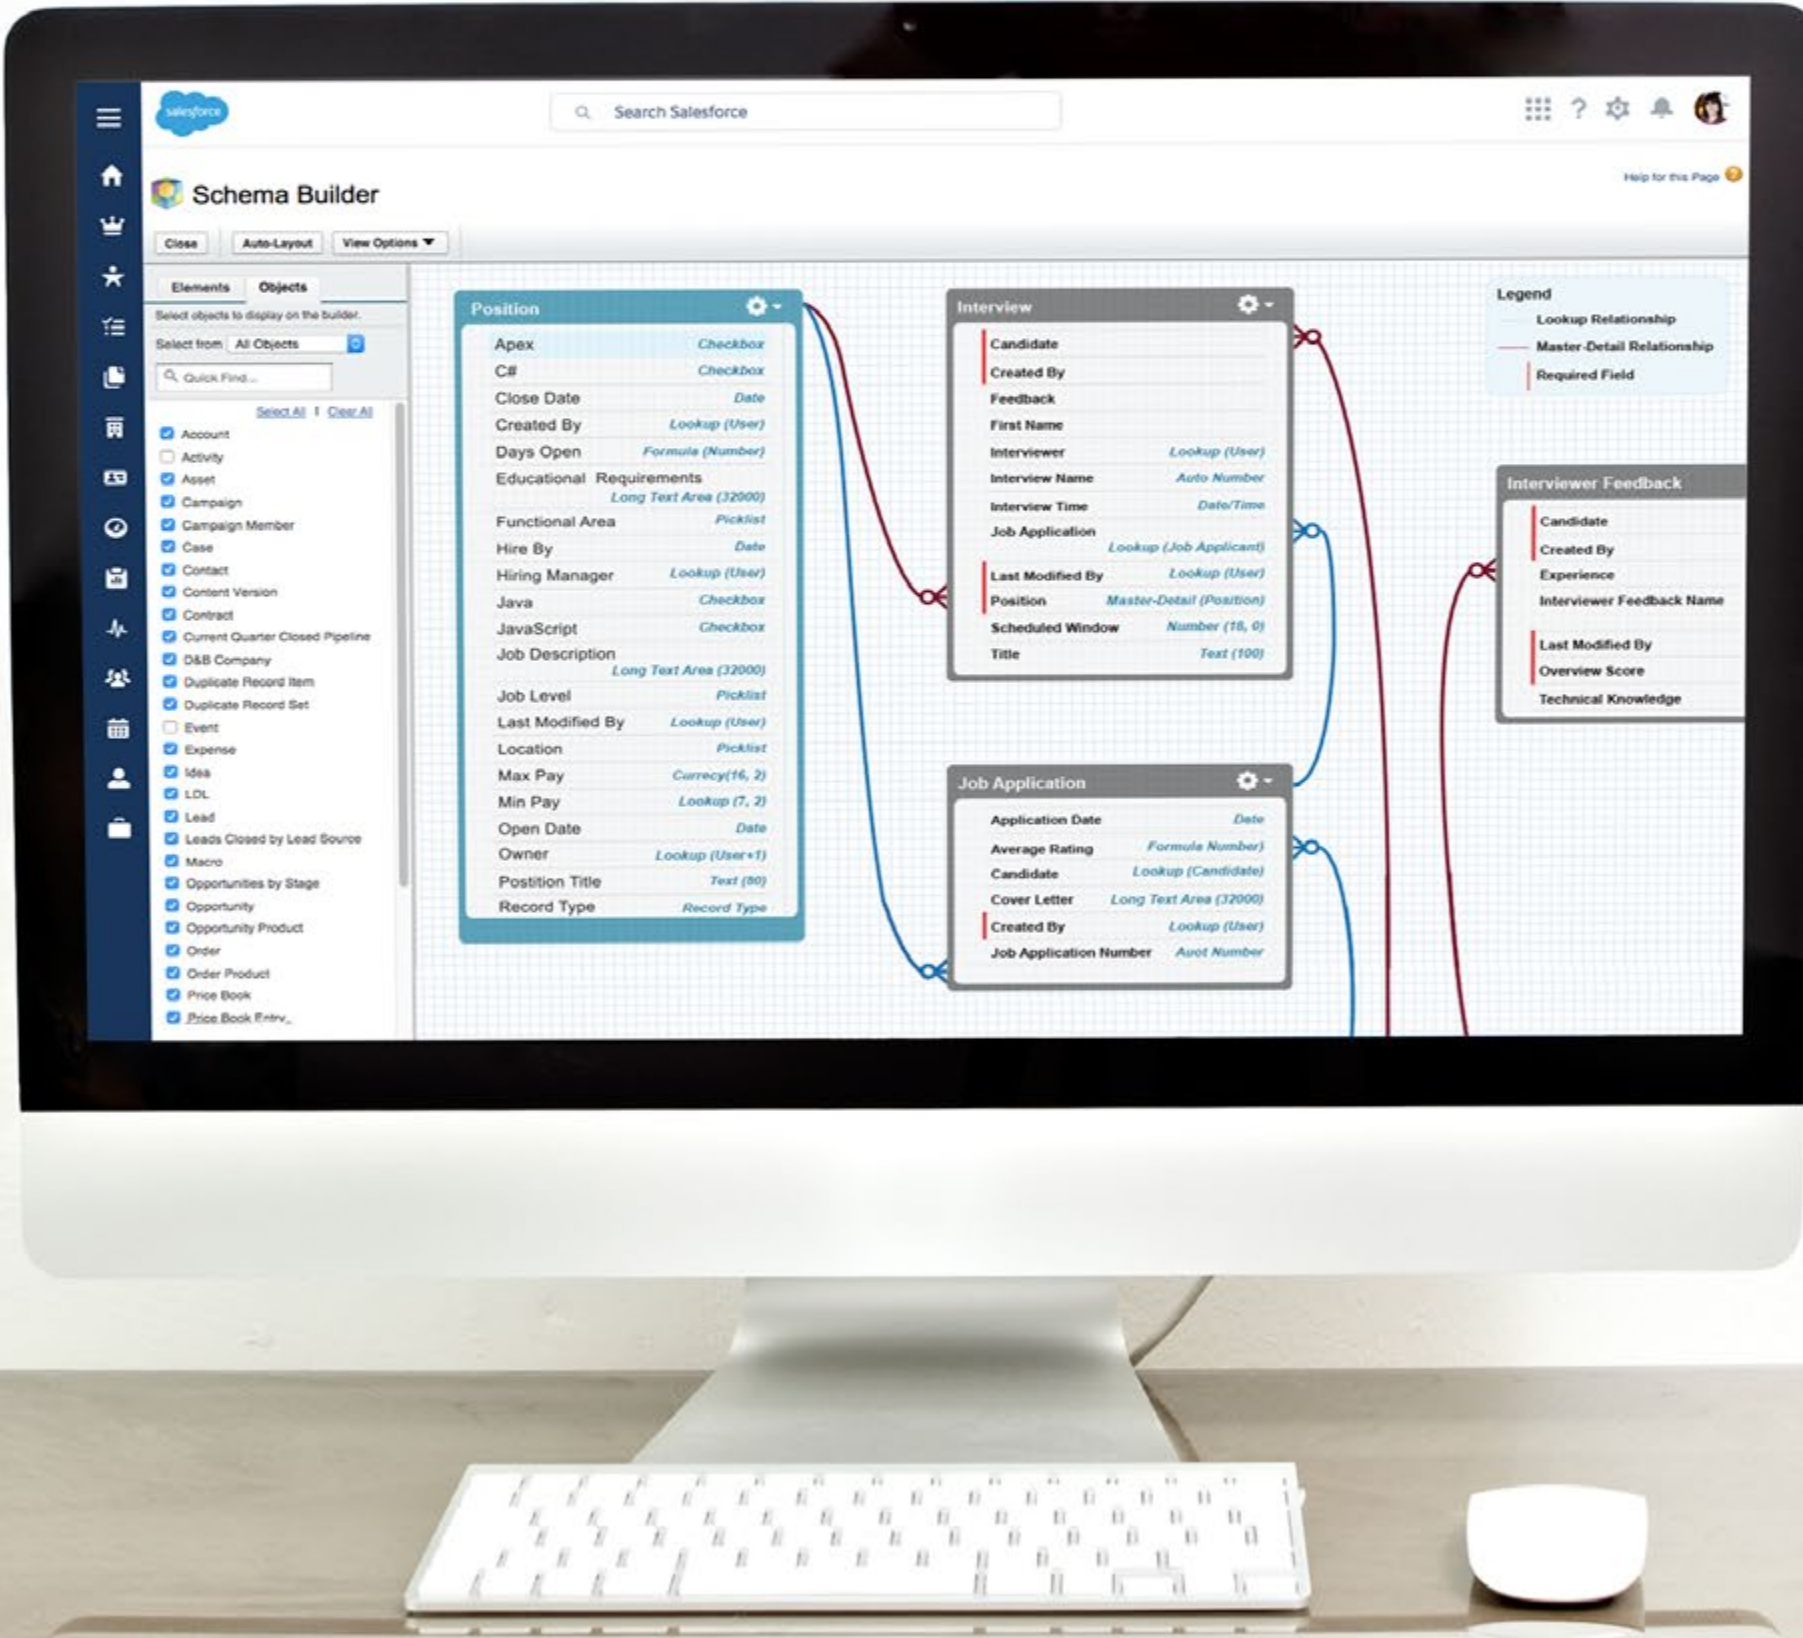 salesforce
Search Salesforce
Help for this Page
Schema Builder
Close
Auto-Layout
View Options
Elements
Objects
Select objects to display on the builder.
Select from All Objects
Quick Find...
Select All | Clear All
Account
Activity
Asset
Campaign
Campaign Member
Case
Contact
Content Version
Contract
Current Quarter Closed Pipeline
D&B Company
Duplicate Record Item
Duplicate Record Set
Event
Expense
Idea
LDL
Lead
Leads Closed by Lead Source
Macro
Opportunities by Stage
Opportunity
Opportunity Product
Order
Order Product
Price Book
Price Book Entry
Position
Apex Checkbox
C# Checkbox
Close Date Date
Created By Lookup (User)
Days Open Formula (Number)
Educational Requirements
Long Text Area (32000)
Functional Area Picklist
Hire By Date
Hiring Manager Lookup (User)
Java Checkbox
JavaScript Checkbox
Job Description
Long Text Area (32000)
Job Level Picklist
Last Modified By Lookup (User)
Location Picklist
Max Pay Currecy(16, 2)
Min Pay Lookup (7, 2)
Open Date Date
Owner Lookup (User+1)
Postition Title Text (80)
Record Type Record Type
Interview
Candidate
Created By
Feedback
First Name
Interviewer Lookup (User)
Interview Name Auto Number
Interview Time Date/Time
Job Application
Lookup (Job Applicant)
Last Modified By Lookup (User)
Position Master-Detail (Position)
Scheduled Window Number (18, 0)
Title Text (100)
Job Application
Application Date Date
Average Rating Formula Number)
Candidate Lookup (Candidate)
Cover Letter Long Text Area (32000)
Created By Lookup (User)
Job Application Number Auot Number
Legend
Lookup Relationship
Master-Detail Relationship
Required Field
Interviewer Feedback
Candidate
Created By
Experience
Interviewer Feedback Name
Last Modified By
Overview Score
Technical Knowledge